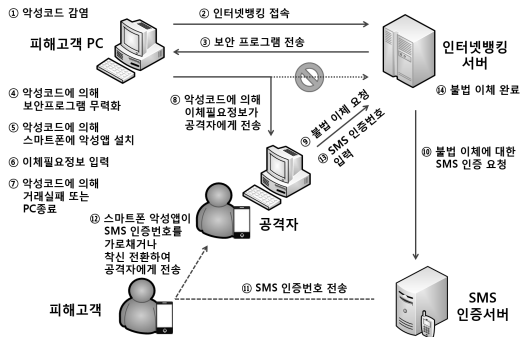 ① 악성코드 감염
② 인터넷뱅킹 접속
③ 보안 프로그램 전송
피해고객 PC
인터넷뱅킹
서버
④ 악성코드에 의해
보안프로그램 무력화
⑤ 악성코드에 의해
스마트폰에 악성앱 설치
⑥ 이체필요정보 입력
⑦ 악성코드에 의해
거래실패 또는
PC종료
⑧ 악성코드에 의해
이체필요정보가
공격자에게 전송
⑨ 불법 이체 요청
⑬ SMS 인증번호
입력
⑭ 불법 이체 완료
⑩ 불법 이체에 대한
SMS 인증 요청
공격자
⑫ 스마트폰 악성앱이
SMS 인증번호를
가로채거나
착신 전환하여
공격자에게 전송
⑪ SMS 인증번호 전송
피해고객
SMS
인증서버